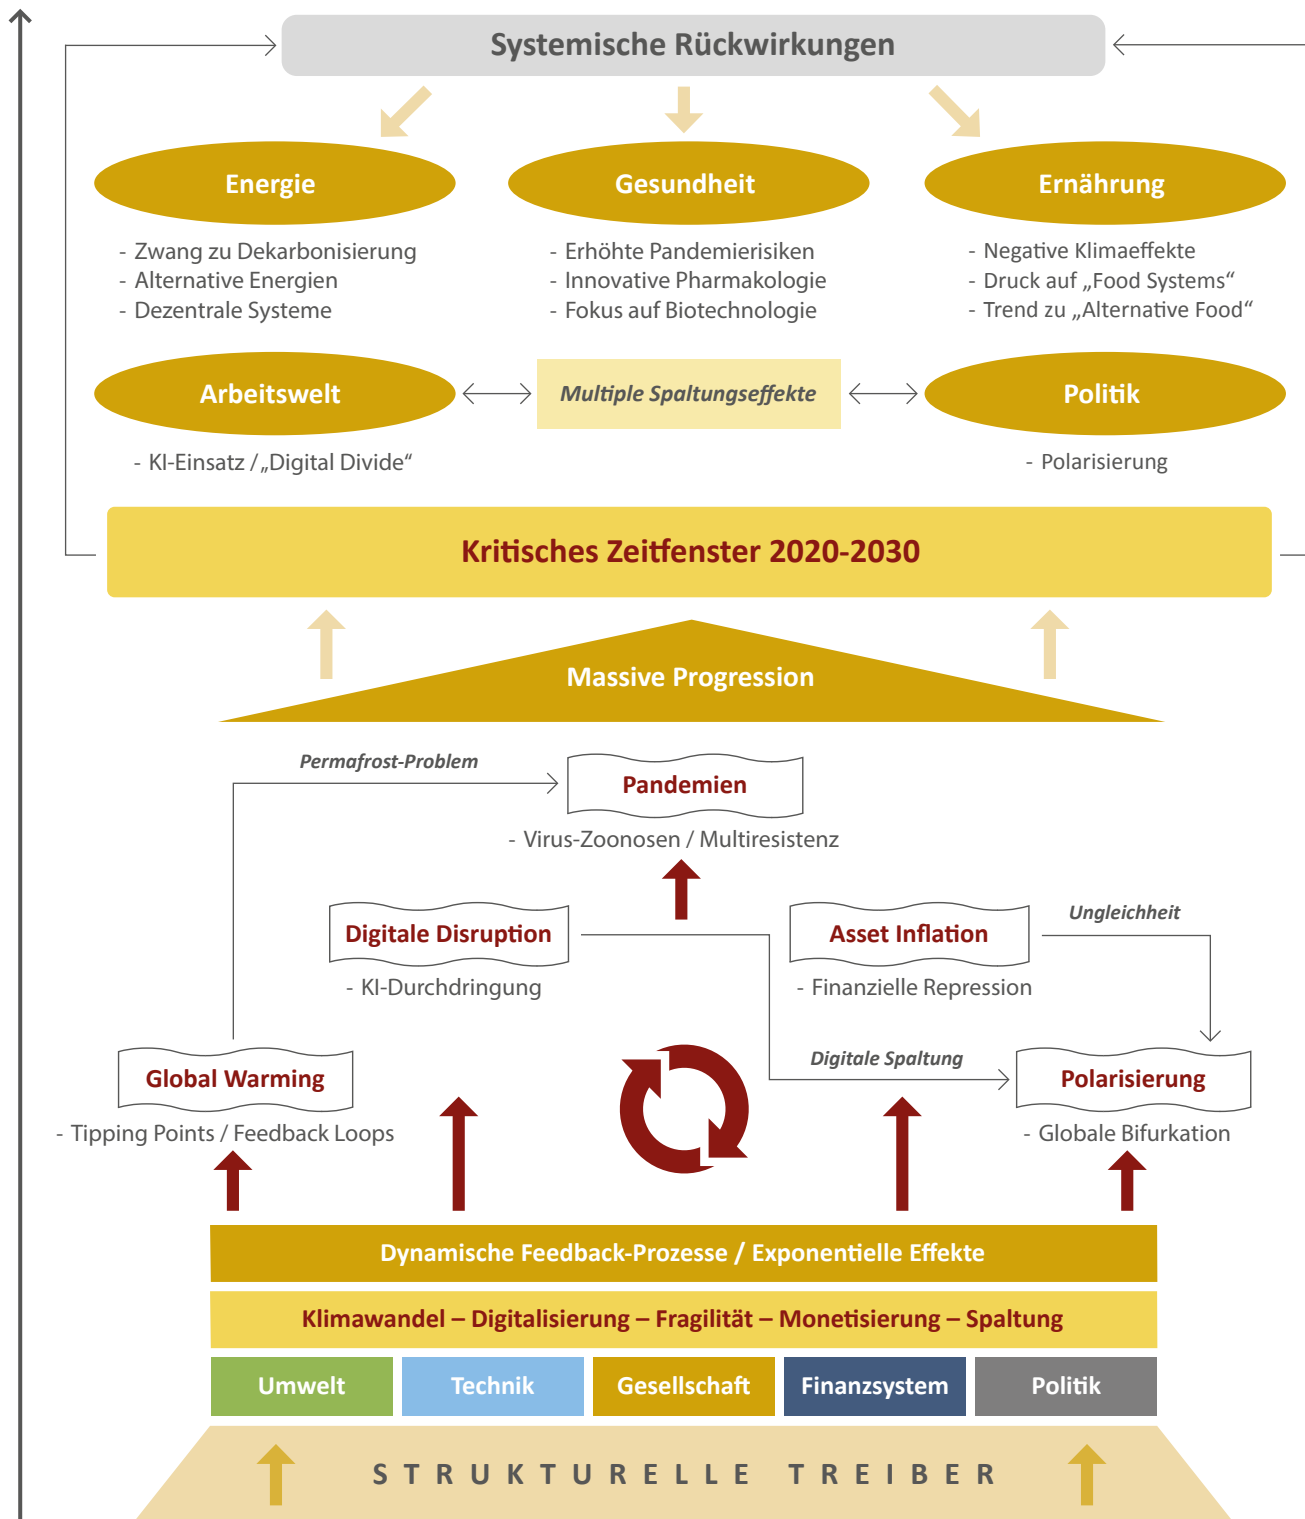 Systemische Rückwirkungen
Energie
Gesundheit
Ernährung
- Zwang zu Dekarbonisierung
- Alternative Energien
- Dezentrale Systeme
- Erhöhte Pandemierisiken
- Innovative Pharmakologie
- Fokus auf Biotechnologie
- Negative Klimaeffekte
- Druck auf „Food Systems“
- Trend zu „Alternative Food“
Arbeitswelt
Multiple Spaltungseffekte
Politik
- KI-Einsatz / „Digital Divide“
- Polarisierung
Kritisches Zeitfenster 2020-2030
Massive Progression
Permafrost-Problem
Pandemien
- Virus-Zoonosen / Multiresistenz
Digitale Disruption
- KI-Durchdringung
Asset Inflation
- Finanzielle Repression
Ungleichheit
Global Warming
- Tipping Points / Feedback Loops
Digitale Spaltung
Polarisierung
- Globale Bifurkation
Dynamische Feedback-Prozesse / Exponentielle Effekte
Klimawandel – Digitalisierung – Fragilität – Monetisierung – Spaltung
Umwelt
Technik
Gesellschaft
Finanzsystem
Politik
STRUKTURELLE TREIBER